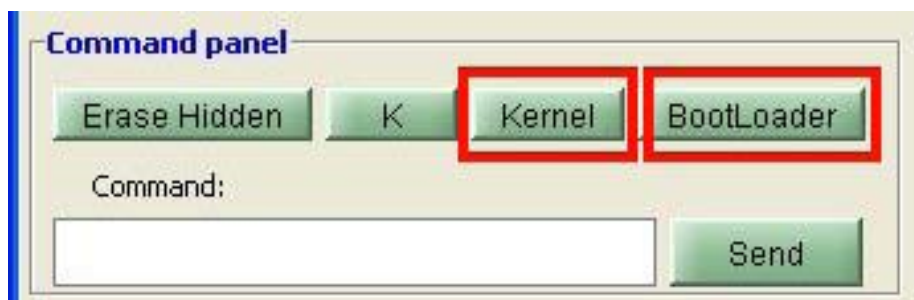 Command panel
Erase Hidden K Kernel BootLoader
Command:
Send